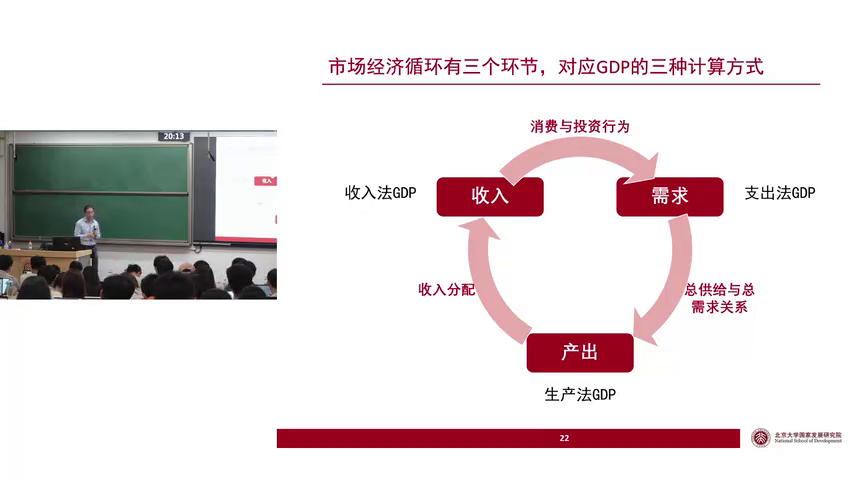 市场经济循环有三个环节，对应GDP的三种计算方式
20:13
消费与投资行为
收入法GDP
收入
需求
支出法GDP
收入
收入分配
总供给与总
需求关系
产出
生产法GDP
22
北京大学国家发展研究院
National School of Development